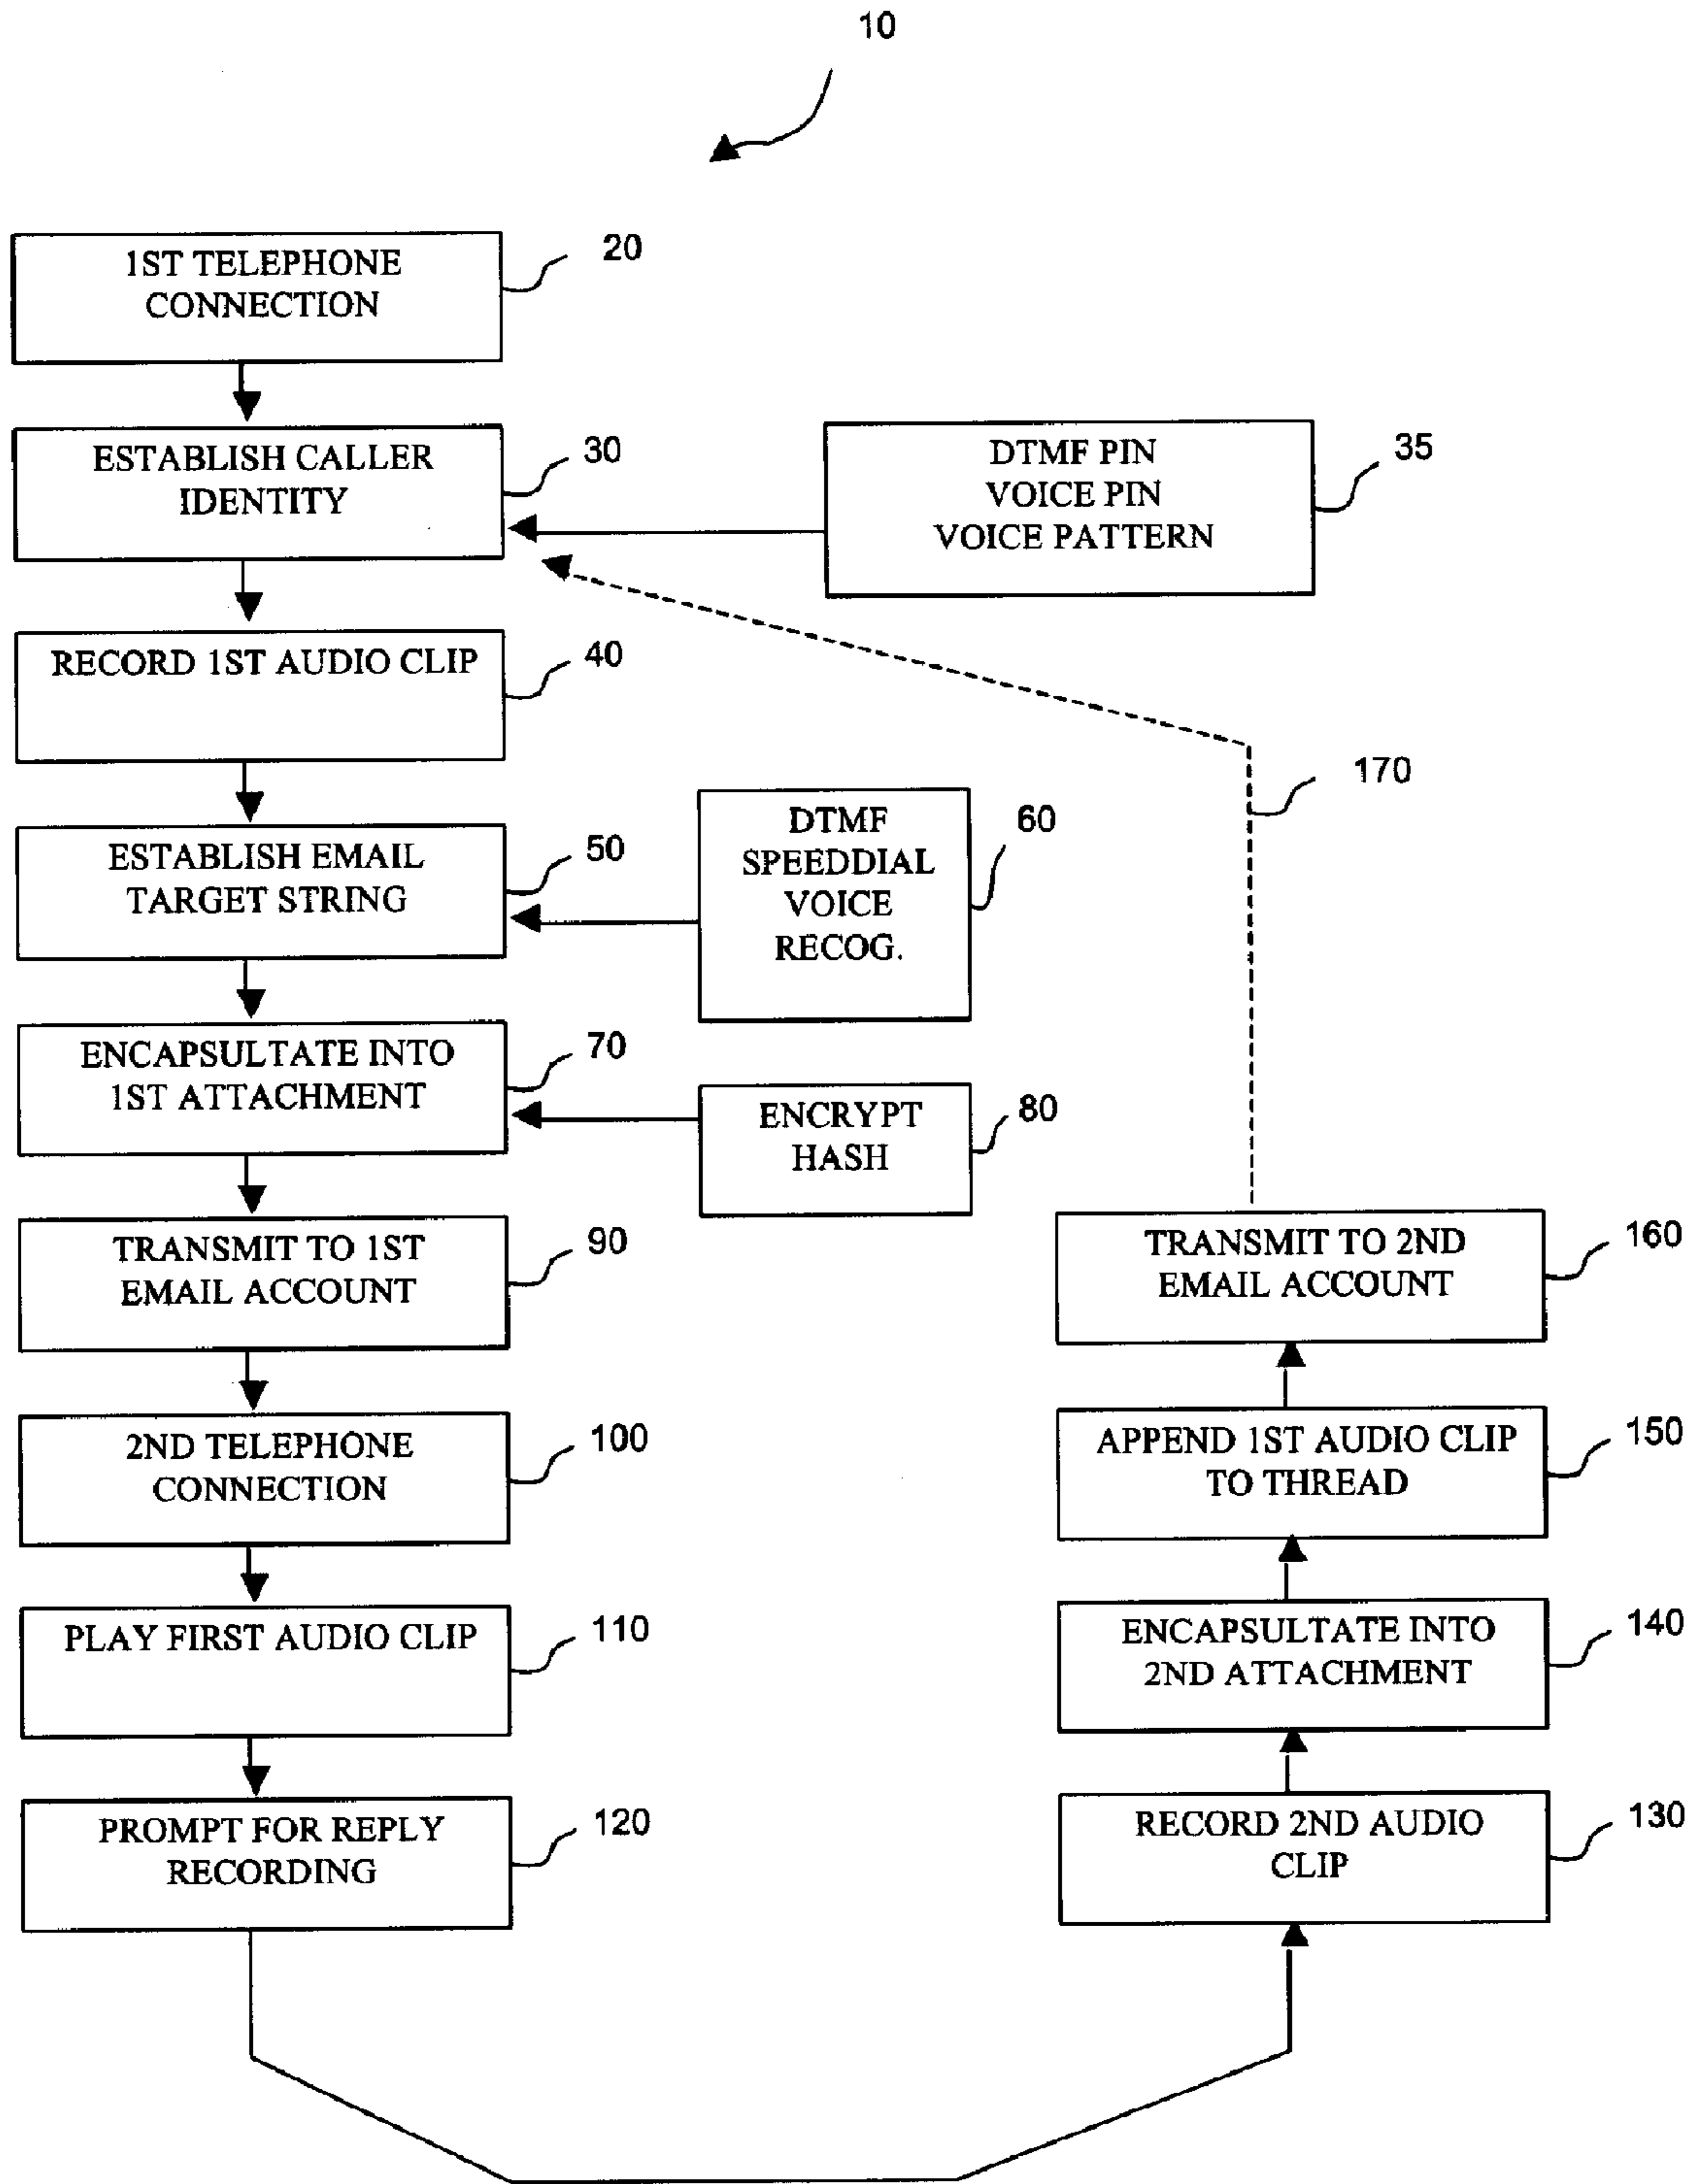 10
1ST TELEPHONE
CONNECTION
20
ESTABLISH CALLER
IDENTITY
30
DTMF PIN
VOICE PIN
VOICE PATTERN
35
RECORD 1ST AUDIO CLIP
40
170
ESTABLISH EMAIL
TARGET STRING
50
DTMF
SPEEDDIAL
VOICE
RECOG.
60
ENCAPSULTATE INTO
1ST ATTACHMENT
70
ENCRYPT
HASH
80
TRANSMIT TO 1ST
EMAIL ACCOUNT
90
2ND TELEPHONE
CONNECTION
100
PLAY FIRST AUDIO CLIP
110
PROMPT FOR REPLY
RECORDING
120
TRANSMIT TO 2ND
EMAIL ACCOUNT
160
APPEND 1ST AUDIO CLIP
TO THREAD
150
ENCAPSULTATE INTO
2ND ATTACHMENT
140
RECORD 2ND AUDIO
CLIP
130